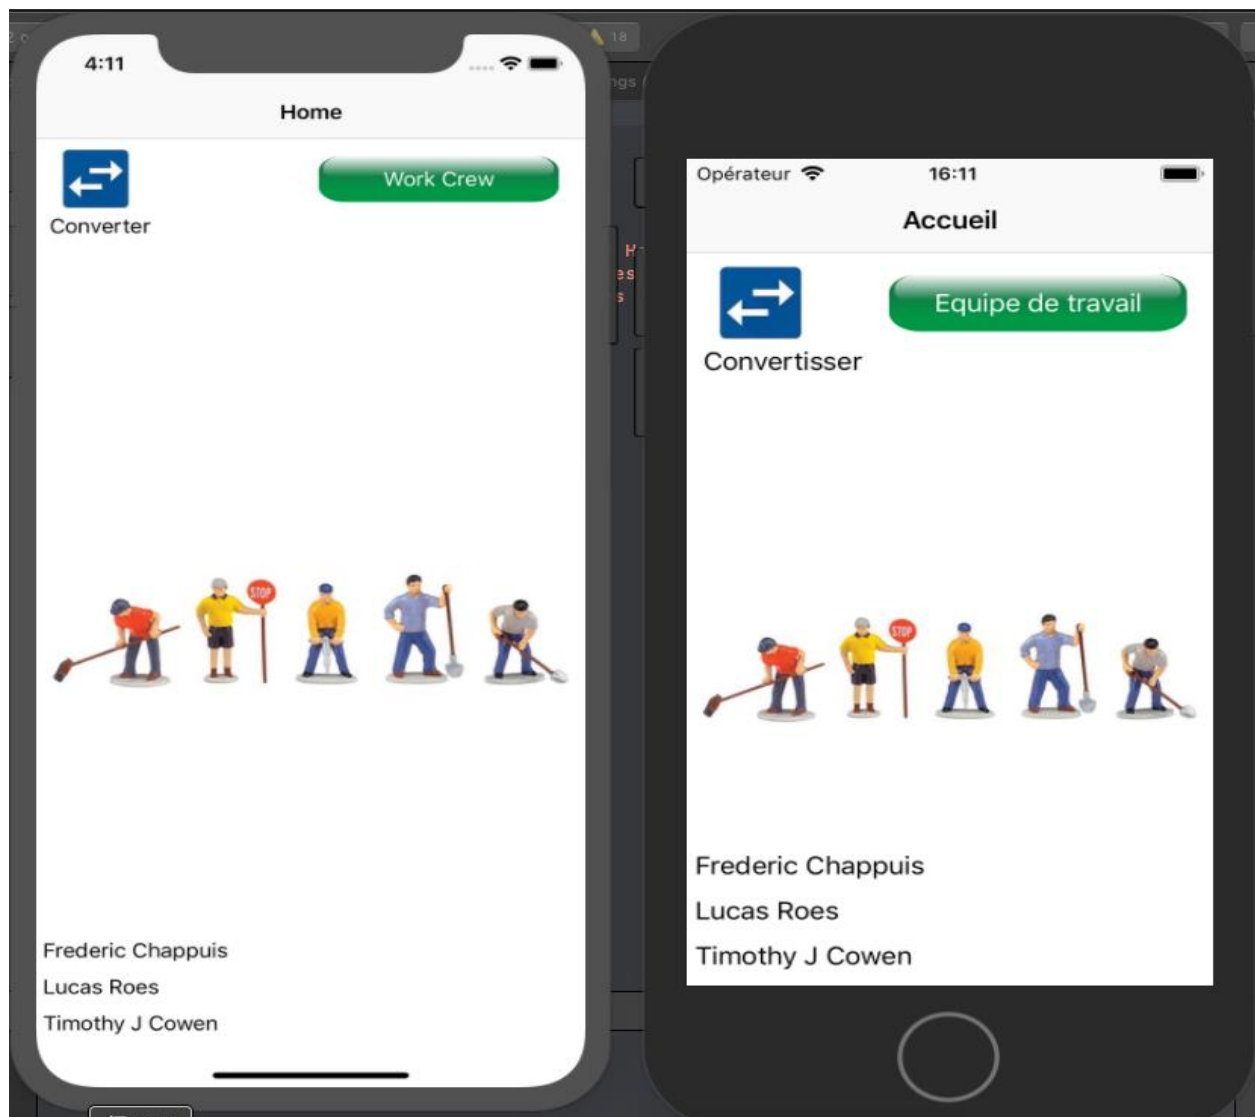 18
4:11
Home
Work Crew
Converter
STOP
Frederic Chappuis
Lucas Roes
Timothy J Cowen
Opérateur 16:11
Accueil
Equipe de travail
Convertisser
STOP
Frederic Chappuis
Lucas Roes
Timothy J Cowen